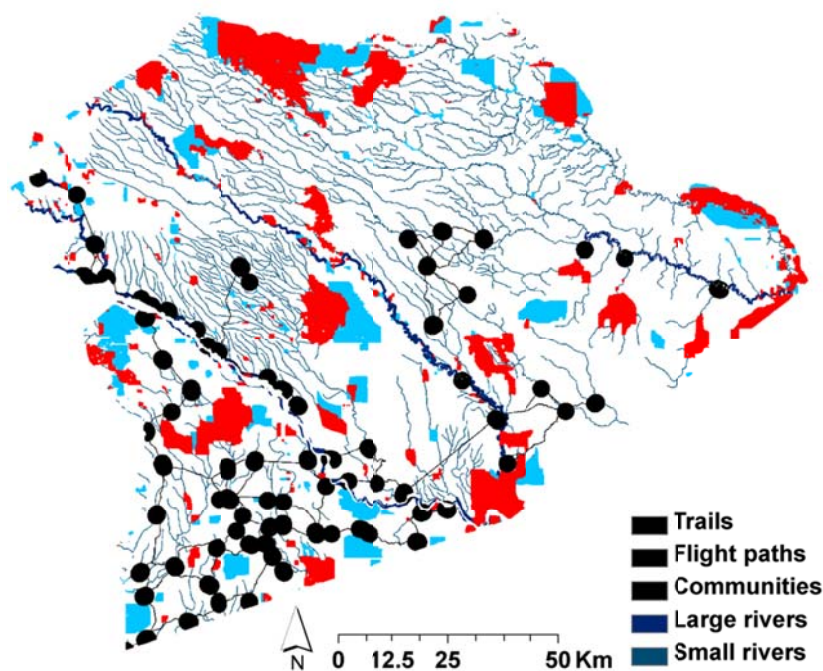 Trails
Flight paths
Communities
Large rivers
Small rivers
N
0 12.5 25 50 Km